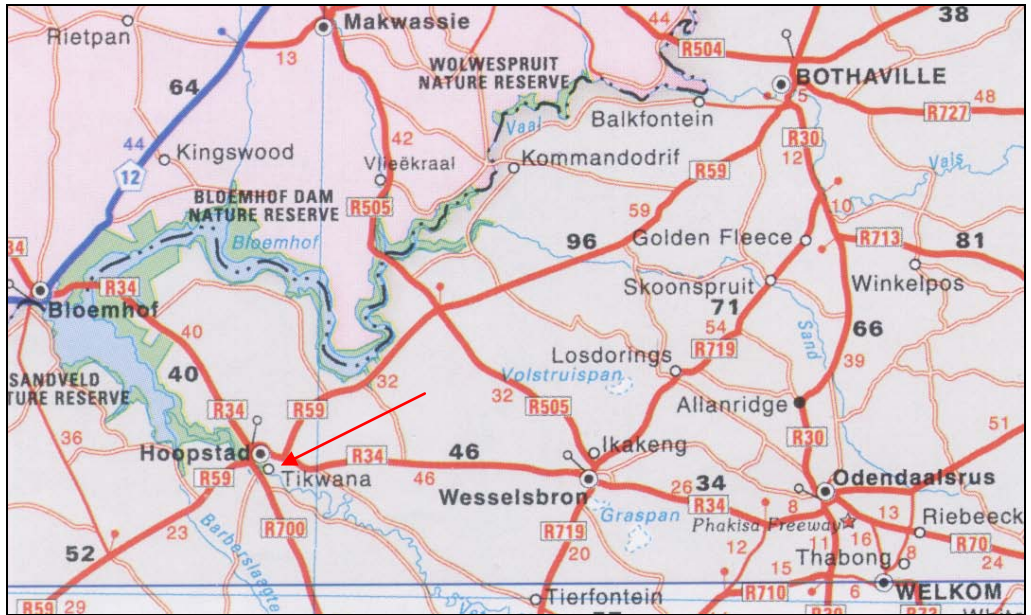 Rietpan
Makwassie
13
64
44
12
Kingswood
42
Vlieëkraal
R505
WOLWESPRUIT
NATURE RESERVE
Vaal
44
R504
38
BOTHAVILLE
5
48
R727
Balkfontein
Kommandodrif
R30
12
Vals
R59
59
10
BLOEMHOF DAM
NATURE RESERVE
Bloemhof
96
Golden Fleece
R713
81
Winkelpos
Skoonspruit
71
54
R719
66
Sand
39
34
R34
Bloemhof
40
40
SANDVELD
TURE RESERVE
36
R34
R59
32
Volstruispan
32
R505
Losdorings
Allanridge
R30
51
Hoopstad
Tikwana
R34
46
46
Ikakeng
Wesselsbron
R59
R700
23
52
Barberslaagte
R719
20
Graspan
26
34
R34
Odendaalsrus
8
Phakisa Freeway
11
16
13
Riebeeck
R70
24
8
Thabong
12
15
R710
6
WELKOM
R59
29
Tierfontein